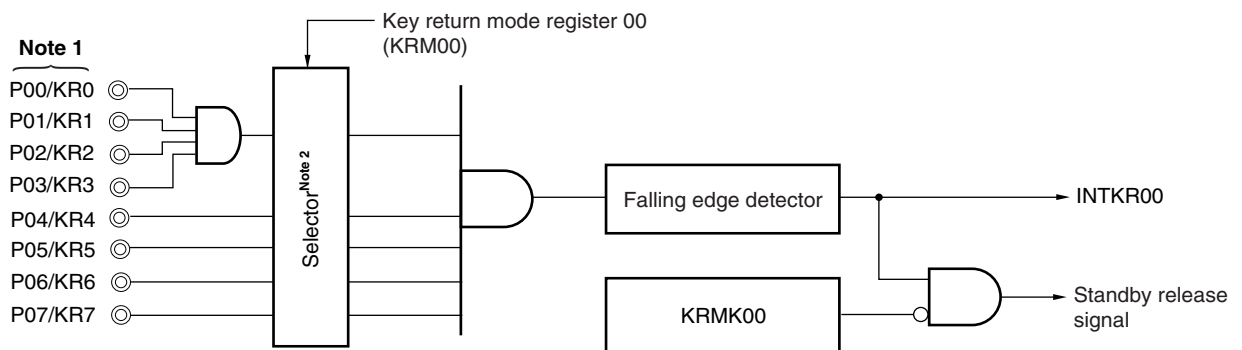 Key return mode register 00
(KRM00)
Note 1
P00/KR0
P01/KR1
P02/KR2
P03/KR3
P04/KR4
P05/KR5
P06/KR6
P07/KR7
Selector Note 2
Falling edge detector
INTKR00
KRMK00
Standby release
signal